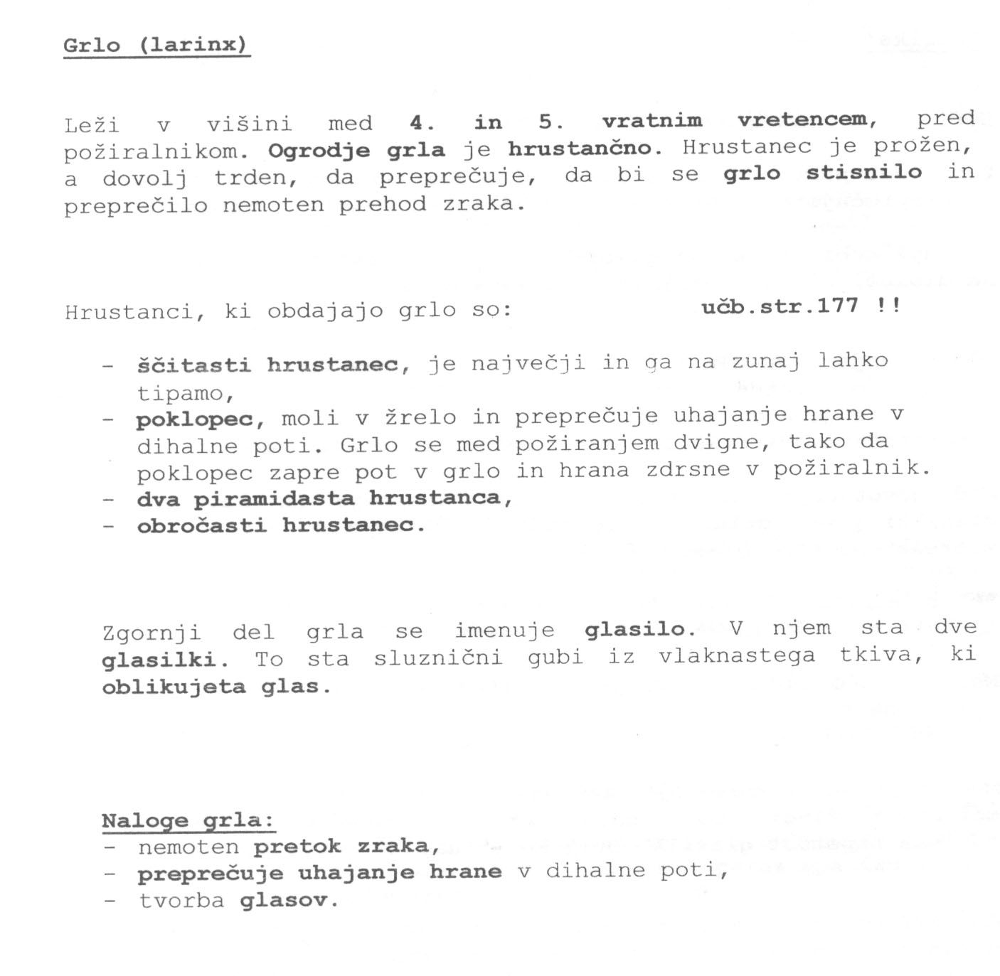 Grlo (larinx)
Leži v višini med 4. in 5. vratnim vretencem, pred
požiralnikom. Ogrodje grla je hrustančno. Hrustanec je prožen,
a dovolj trden, da preprečuje, da bi se grlo stisnilo in
preprečilo nemoten prehod zraka.
Hrustanci, ki obdajajo grlo so: učb.str.177 !!
- ščitasti hrustanec, je največji in ga na zunaj lahko
tipamo,
- poklopec, moli v žrelo in preprečuje uhajanje hrane v
dihalne poti. Grlo se med požiranjem dvigne, tako da
poklopec zapre pot v grlo in hrana zdrsne v požiralnik.
- dva piramidasta hrustanca,
- obročasti hrustanec.
Zgornji del grla se imenuje glasilo. V njem sta dve
glasilki. To sta sluznični gubi iz vlaknastega tkiva, ki
oblikujeta glas.
Naloge grla:
- nemoten pretok zraka,
- preprečuje uhajanje hrane v dihalne poti,
- tvorba glasov.